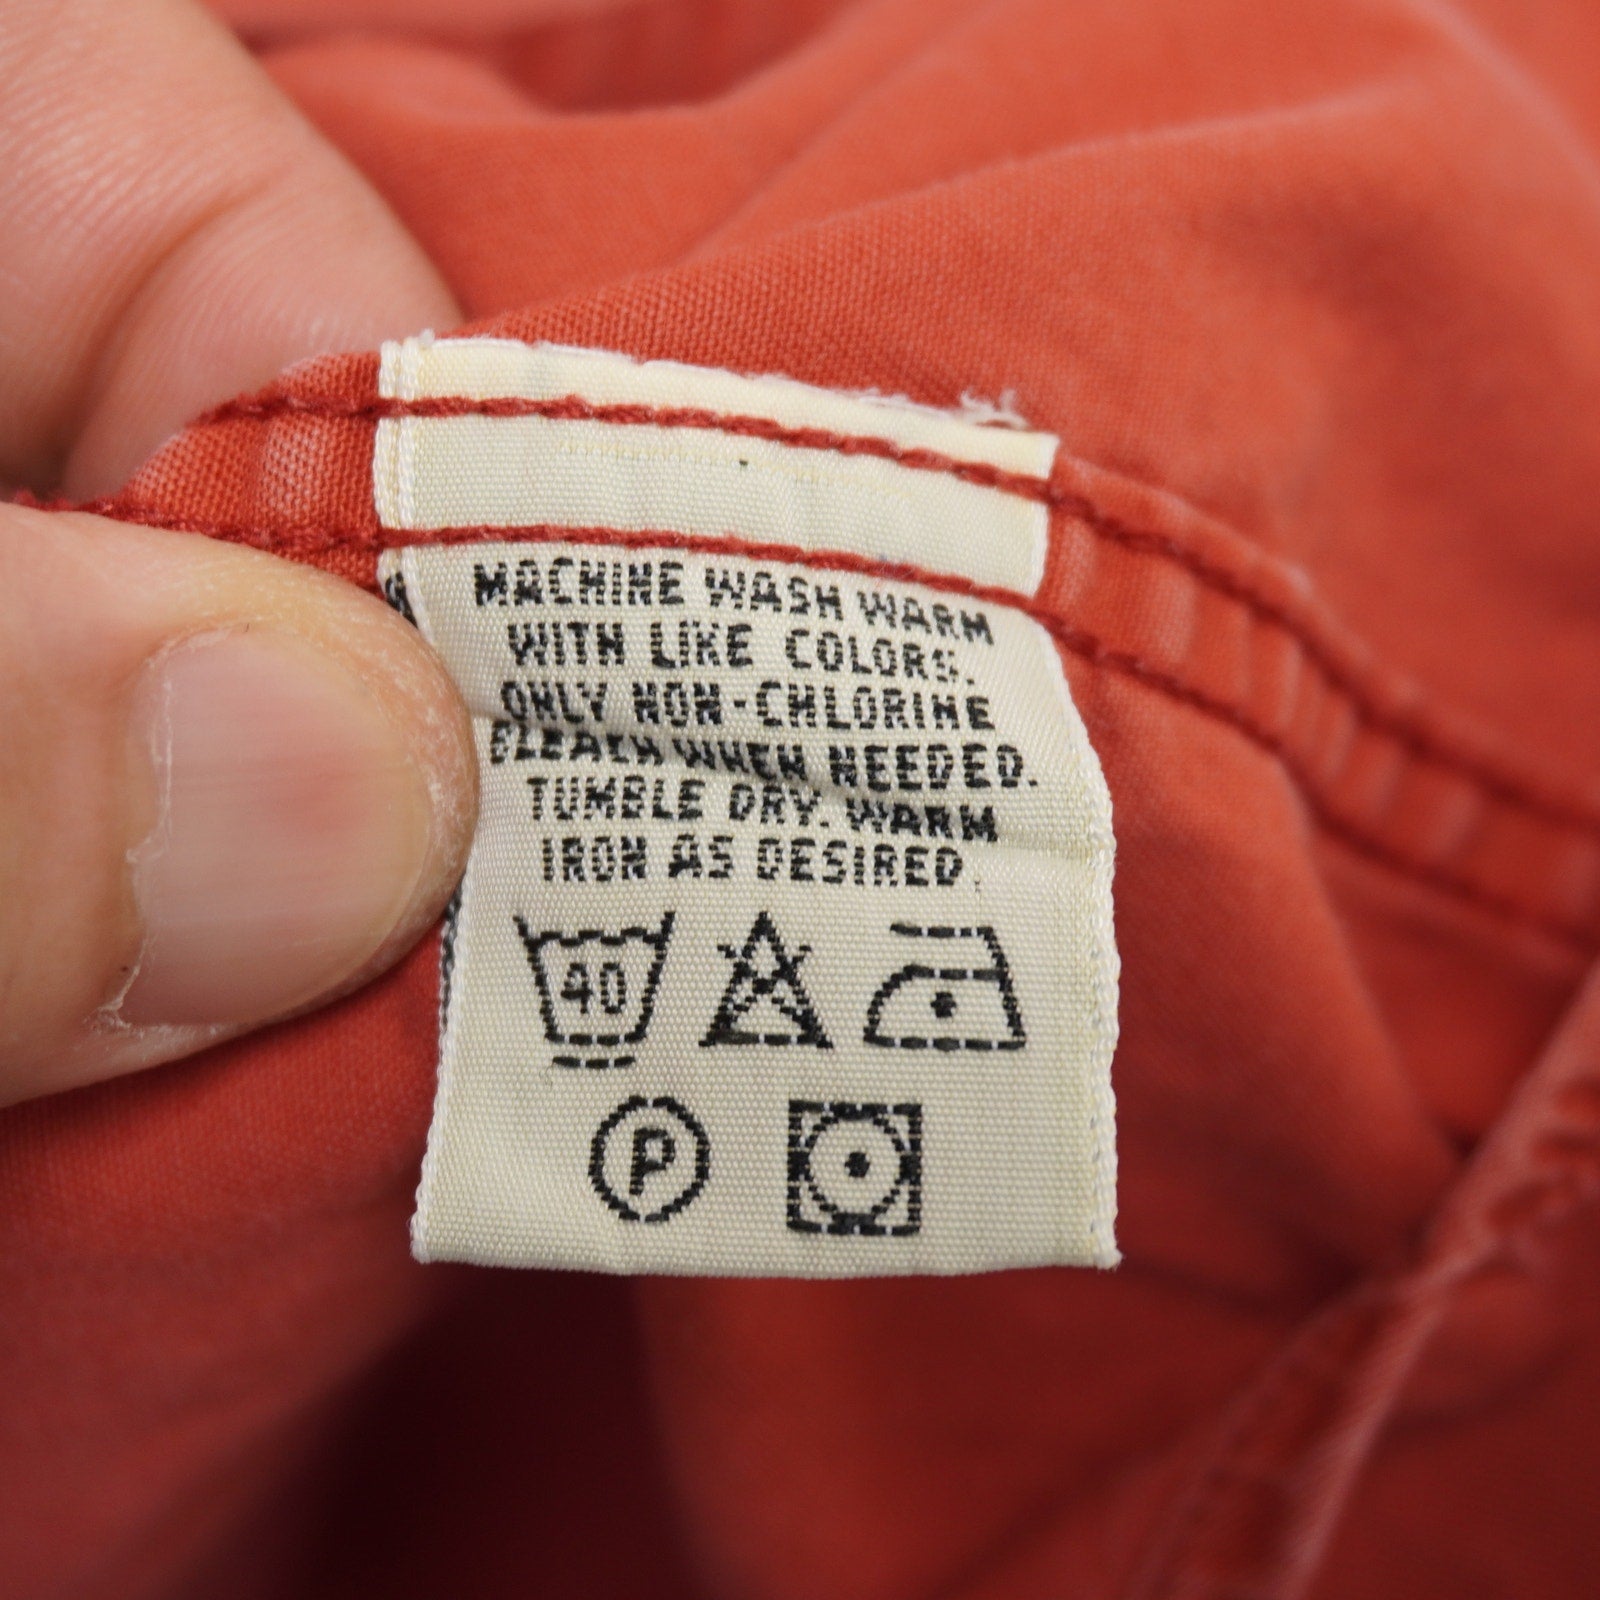 MACHINE WASH WARM
WITH LIKE COLORS.
ONLY NON-CHLORINE
BLEACH WHEN NEEDED.
TUMBLE DRY. WARM
IRON AS DESIRED
40
P